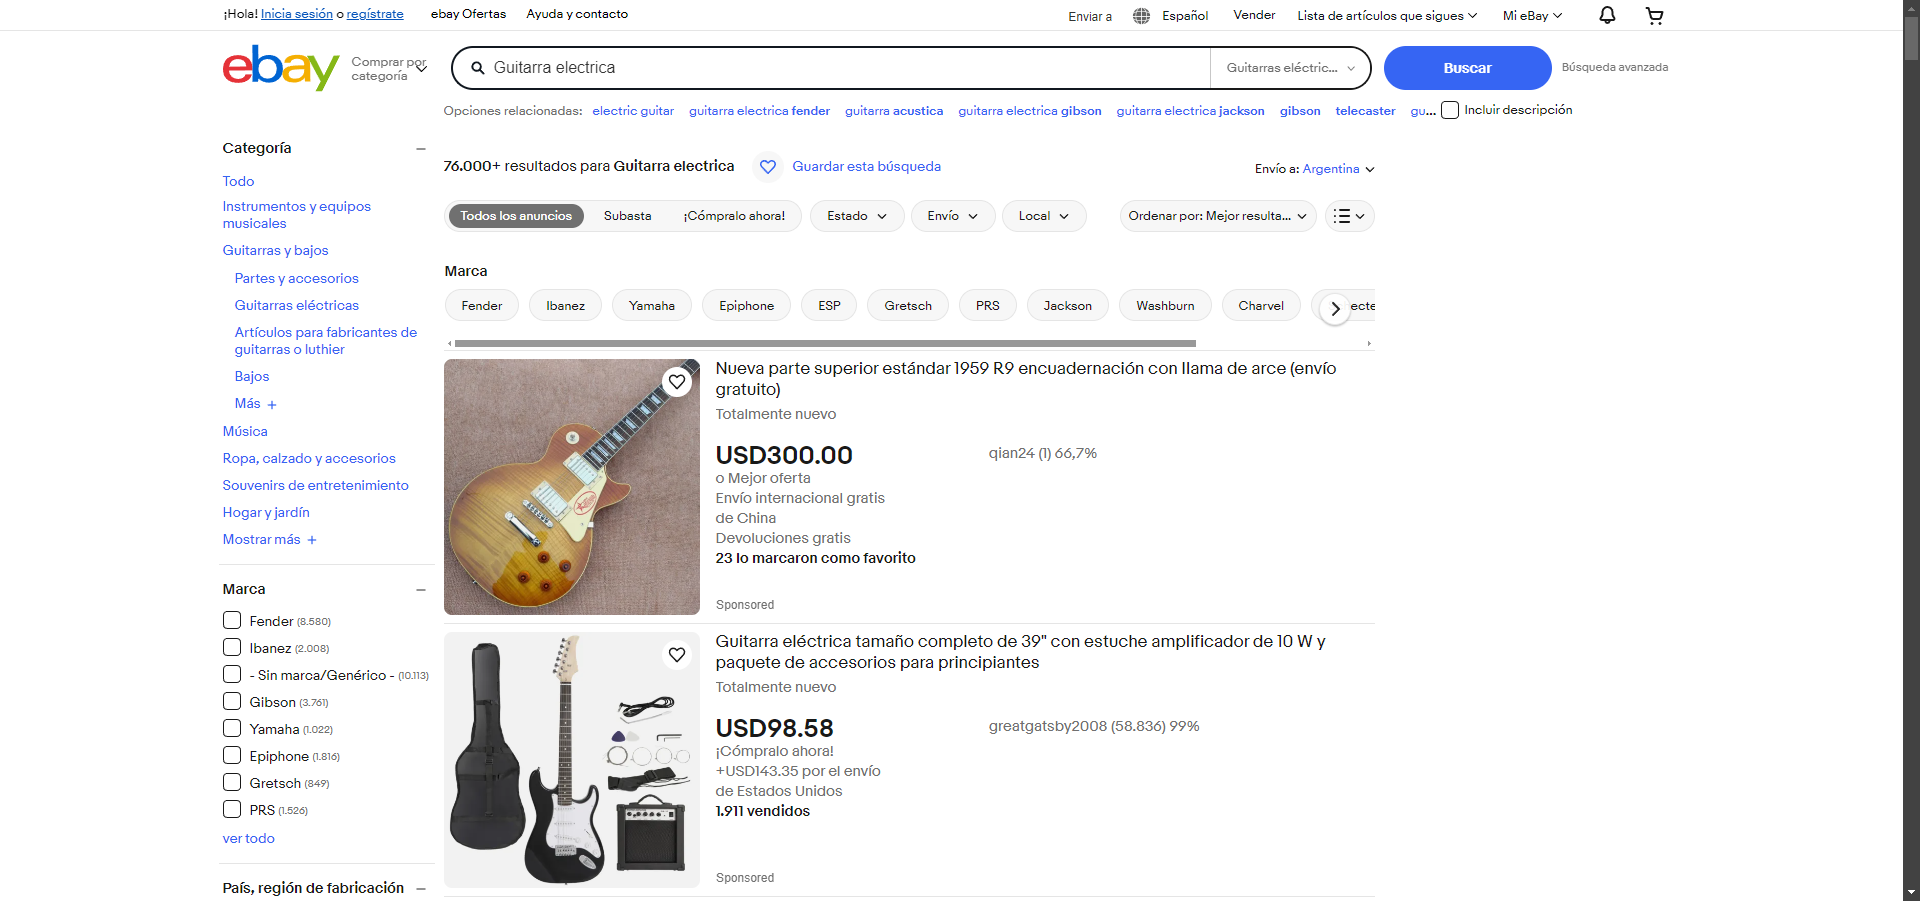 ¡Hola! Inicia sesión o regístrate
ebay Ofertas
Ayuda y contacto
Enviar a
Español
Vender
Lista de artículos que sigues
Mi eBay
ebay
Comprar por
categoría
Guitarra electrica
Guitarras eléctric...
Buscar
Búsqueda avanzada
Opciones relacionadas:
electric guitar
guitarra electrica fender
guitarra acustica
guitarra electrica gibson
guitarra electrica jackson
gibson
telecaster
gu...
Incluir descripción
Categoría
Todo
Instrumentos y equipos
musicales
Guitarras y bajos
Partes y accesorios
Guitarras eléctricas
Artículos para fabricantes de
guitarras o luthier
Bajos
Más +
Música
Ropa, calzado y accesorios
Souvenirs de entretenimiento
Hogar y jardín
Mostrar más +
Marca
Fender (8.580)
Ibanez (2.008)
- Sin marca/Genérico - (10.113)
Gibson (3.761)
Yamaha (1.022)
Epiphone (1.816)
Gretsch (849)
PRS (1.526)
ver todo
País, región de fabricación
76.000+ resultados para Guitarra electrica
Guardar esta búsqueda
Envío a: Argentina
Todos los anuncios
Subasta
¡Cómpralo ahora!
Estado
Envío
Local
Ordenar por: Mejor resulta...
Marca
Fender
Ibanez
Yamaha
Epiphone
ESP
Gretsch
PRS
Jackson
Washburn
Charvel
Nueva parte superior estándar 1959 R9 encuadernación con llama de arce (envío
gratuito)
Totalmente nuevo
USD300.00
qian24 (1) 66,7%
o Mejor oferta
Envío internacional gratis
de China
Devoluciones gratis
23 lo marcaron como favorito
Sponsored
Guitarra eléctrica tamaño completo de 39" con estuche amplificador de 10 W y
paquete de accesorios para principiantes
Totalmente nuevo
USD98.58
greatgatsby2008 (58.836) 99%
¡Cómpralo ahora!
+USD143.35 por el envío
de Estados Unidos
1.911 vendidos
Sponsored